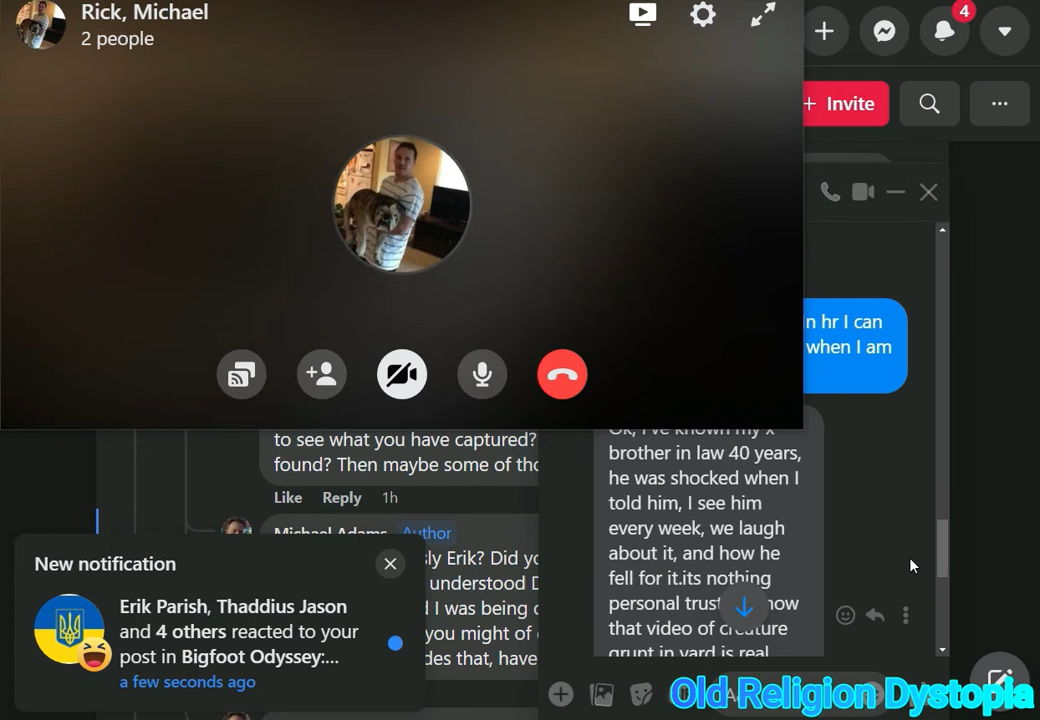 Rick, Michael
2 people
4
+ Invite
n hr I can
when I am
Ok, I've known my x
brother in law 40 years,
he was shocked when I
told him, I see him
every week, we laugh
about it, and how he
fell for it.its nothing
personal trust
that video of creature
grunt in yard is real
to see what you have captured?
found? Then maybe some of
Like Reply 1h
Michael Adams Author
Erik? Did
understood
I was being
you might of
that, have
New notification
Erik Parish, Thaddius Jason
and 4 others reacted to your
post in Bigfoot Odyssey:...
a few seconds ago
Old Religion Dystopia